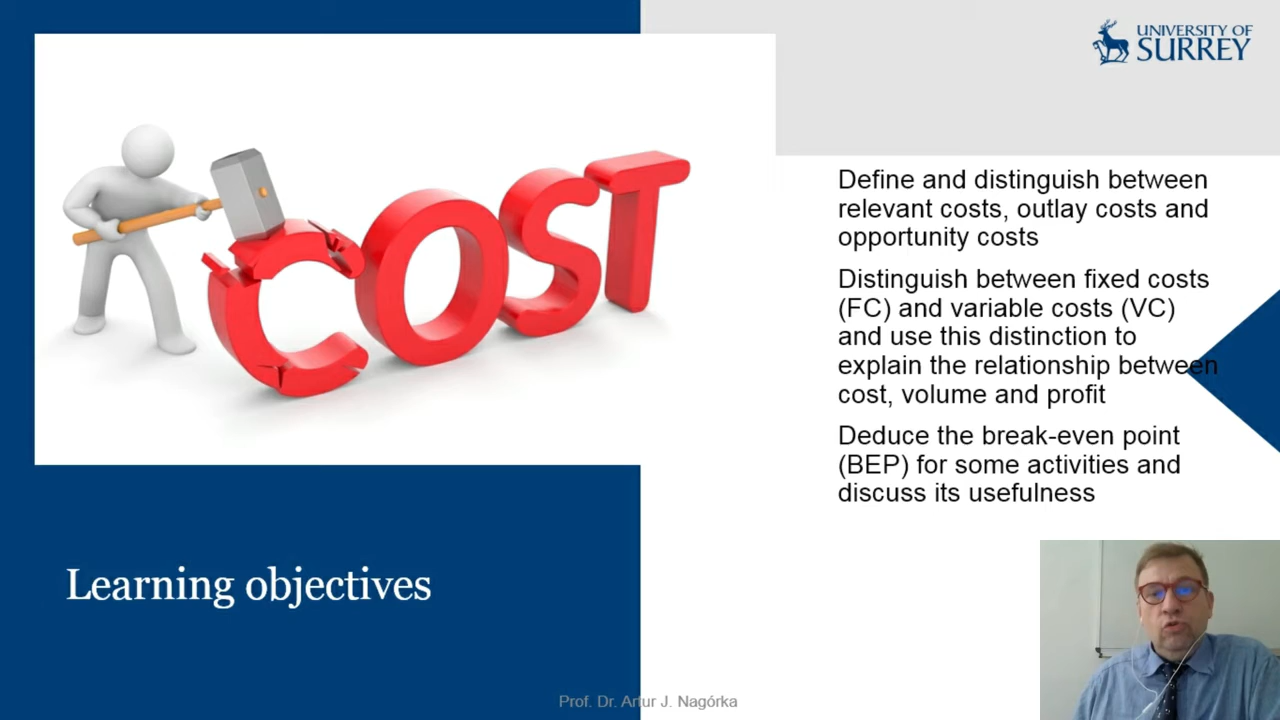 UNIVERSITY OF
SURREY
COST
Define and distinguish between
relevant costs, outlay costs and
opportunity costs
Distinguish between fixed costs
(FC) and variable costs (VC)
and use this distinction to
explain the relationship between
cost, volume and profit
Deduce the break-even point
(BEP) for some activities and
discuss its usefulness
Learning objectives
Prof. Dr. Artur J. Nagórka